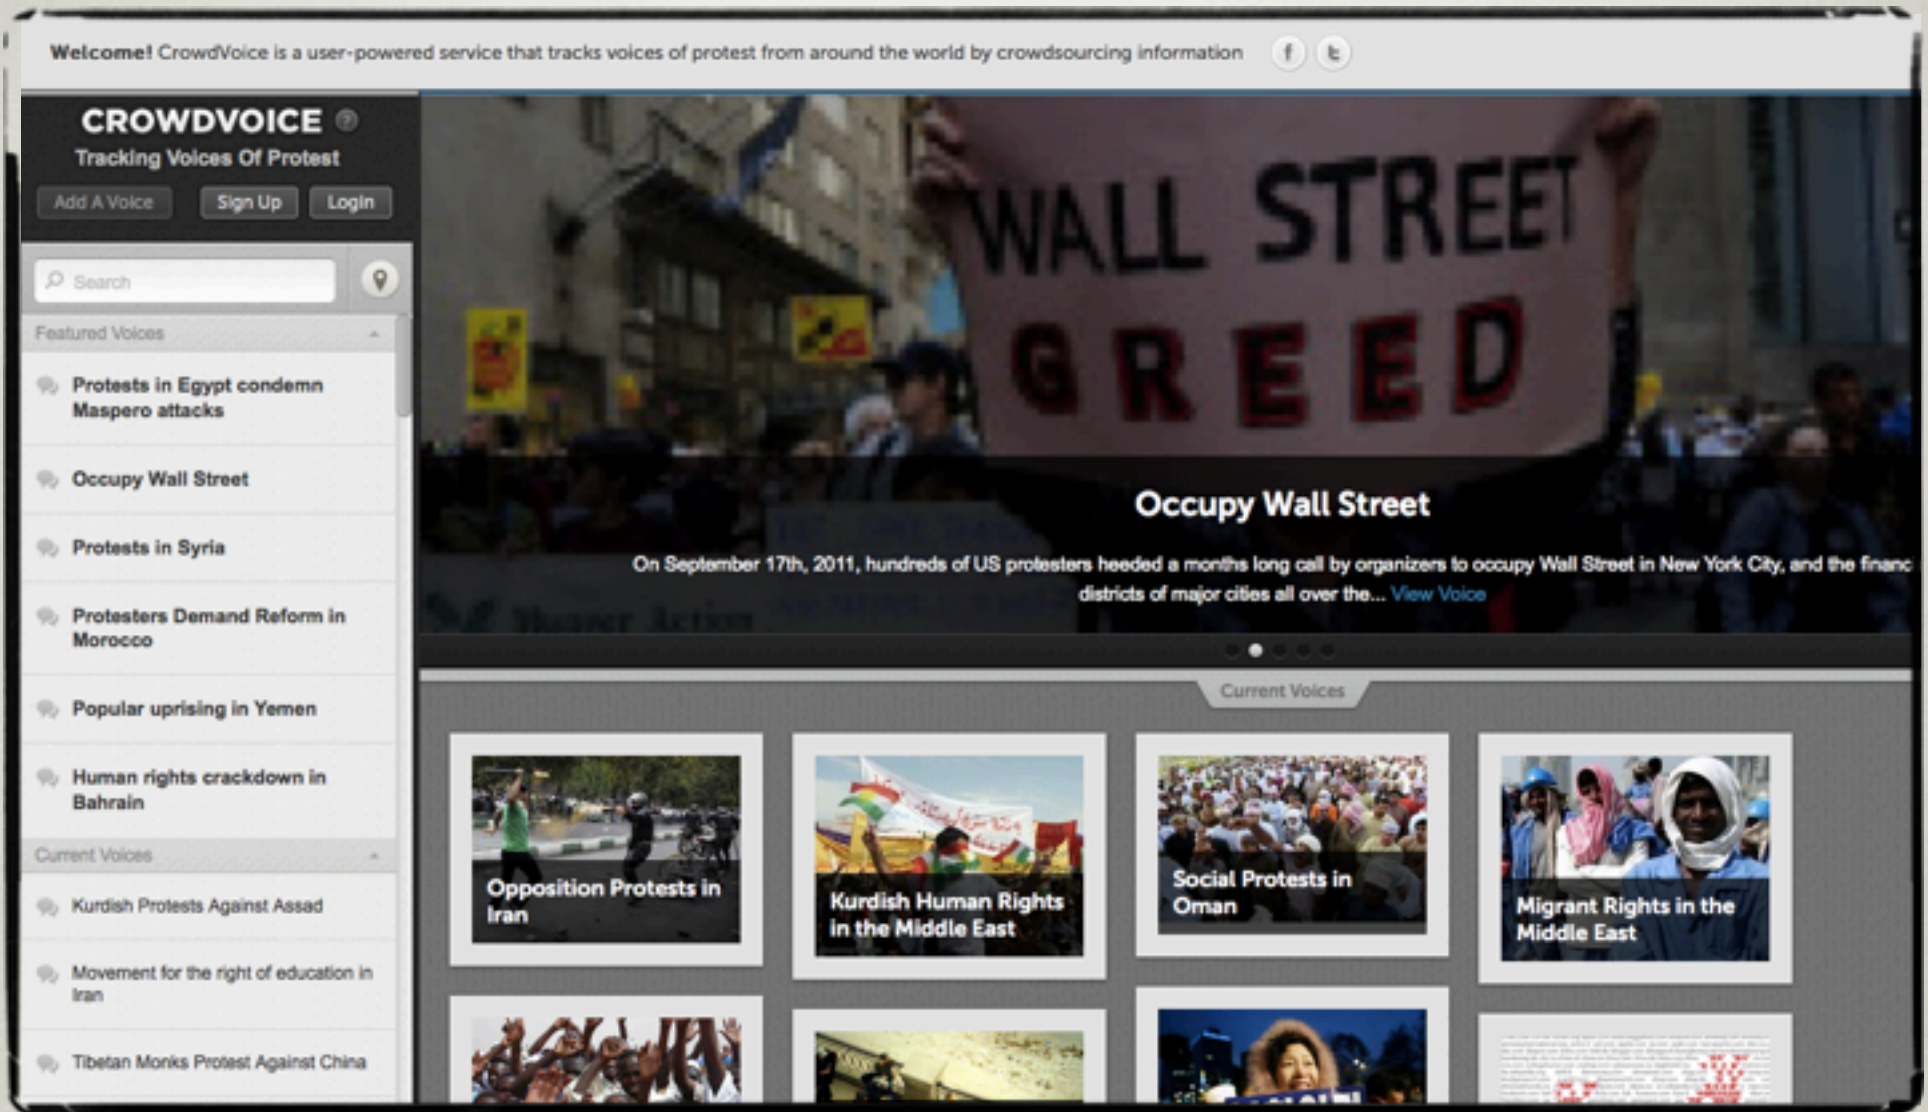 Welcome! CrowdVoice is a user-powered service that tracks voices of protest from around the world by crowdsourcing information
f t
CROWDVOICE ?
Tracking Voices Of Protest
Add A Voice Sign Up Login
Search
Featured Voices
Protests in Egypt condemn
Maspero attacks
Occupy Wall Street
Protests in Syria
Protesters Demand Reform in
Morocco
Popular uprising in Yemen
Human rights crackdown in
Bahrain
Current Voices
Kurdish Protests Against Assad
Movement for the right of education in
Iran
Tibetan Monks Protest Against China
WALL STREET
GREED
Occupy Wall Street
On September 17th, 2011, hundreds of US protesters heeded a months long call by organizers to occupy Wall Street in New York City, and the financ
districts of major cities all over the... View Voice
Hunger Action
Current Voices
Opposition Protests in
Iran
Kurdish Human Rights
in the Middle East
Social Protests in
Oman
Migrant Rights in the
Middle East